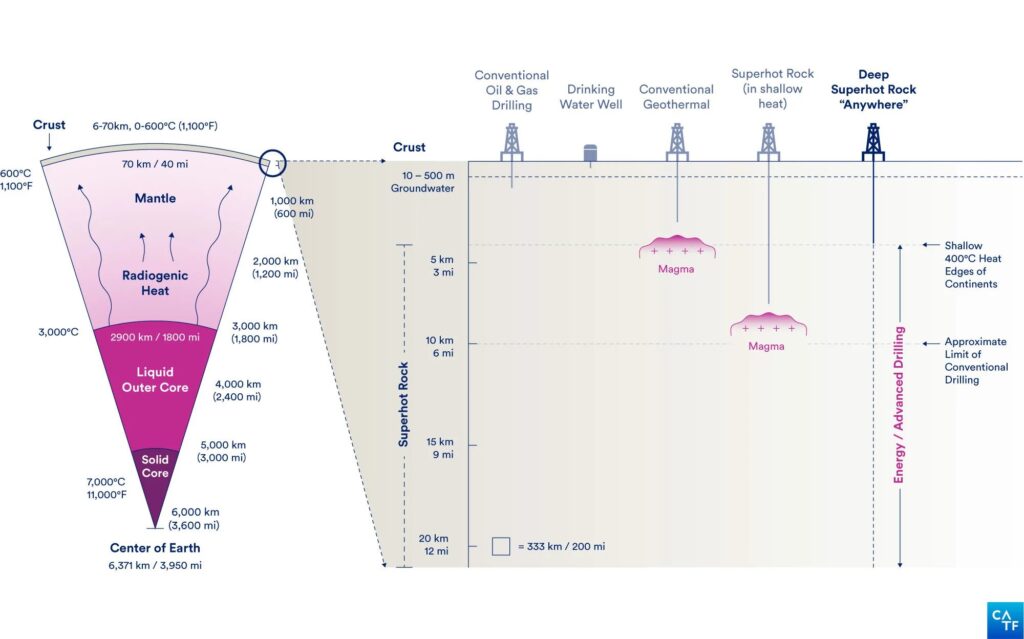 Crust
6-70km, 0-600°C (1,100°F)
600°C
1,100°F
70 km / 40 mi
Mantle
1,000 km
(600 mi)
2,000 km
(1,200 mi)
Radiogenic
Heat
3,000°C
3,000 km
(1,800 mi)
2900 km / 1800 mi
Liquid
Outer Core
4,000 km
(2,400 mi)
5,000 km
(3,000 mi)
Solid
Core
7,000°C
11,000°F
6,000 km
(3,600 mi)
Center of Earth
6,371 km / 3,950 mi
Conventional
Oil & Gas
Drilling
Drinking
Water Well
Conventional
Geothermal
Superhot Rock
(in shallow
heat)
Deep
Superhot Rock
“Anywhere”
Crust
10 – 500 m
Groundwater
5 km
3 mi
10 km
6 mi
15 km
9 mi
20 km
12 mi
Superhot Rock
Magma
Magma
Energy / Advanced Drilling
Shallow
400°C Heat
Edges of
Continents
Approximate
Limit of
Conventional
Drilling
= 333 km / 200 mi
CATF